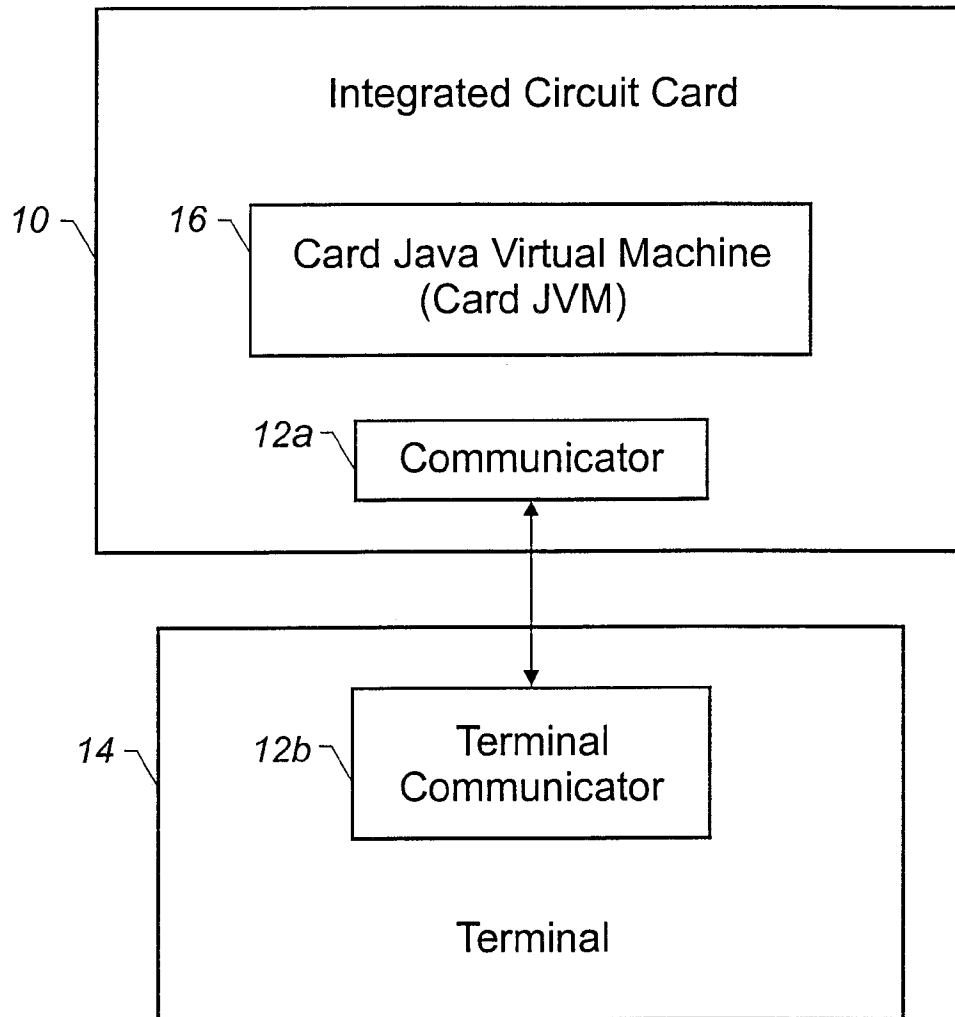 Integrated Circuit Card
10
16
Card Java Virtual Machine
(Card JVM)
12a
Communicator
14
12b
Terminal
Communicator
Terminal